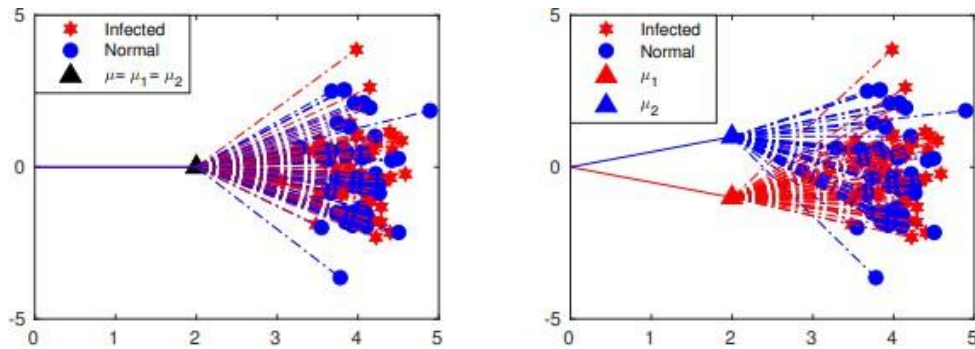 5
Infected
Normal
μ= μ1= μ2
0
-5
0 1 2 3 4 5
5
Infected
Normal
μ1
μ2
0
-5
0 1 2 3 4 5